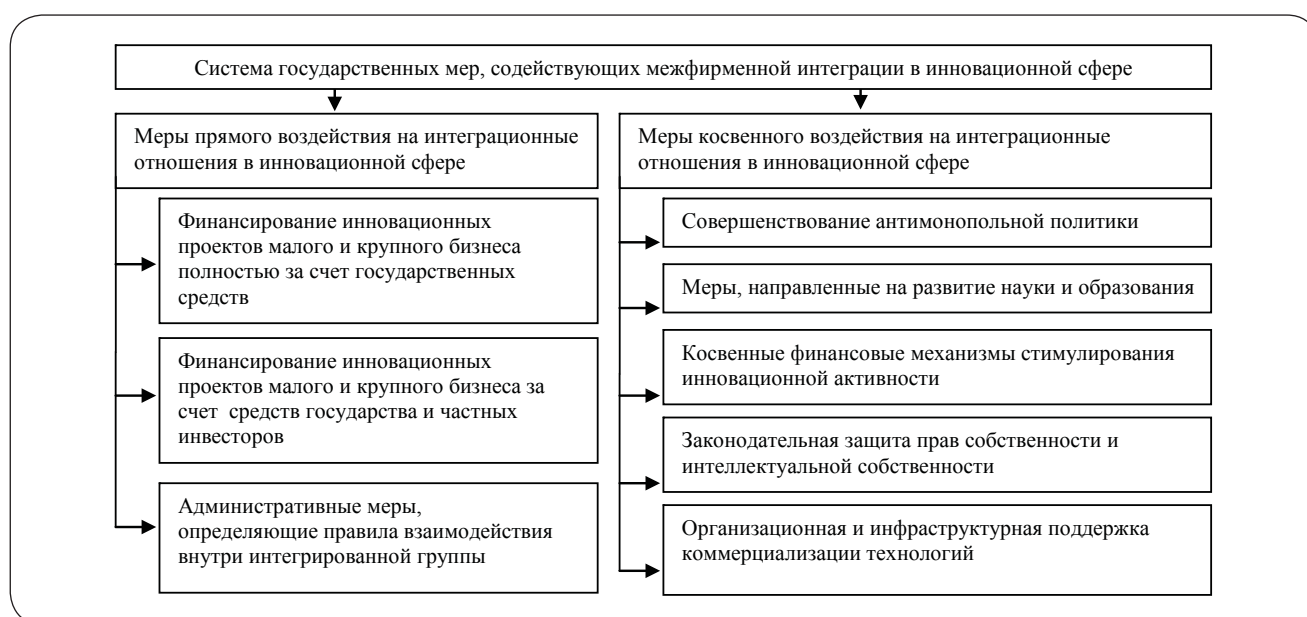 Система государственных мер, содействующих межфирменной интеграции в инновационной сфере
Меры прямого воздействия на интеграционные
отношения в инновационной сфере
Финансирование инновационных
проектов малого и крупного бизнеса
полностью за счет государственных
средств
Финансирование инновационных
проектов малого и крупного бизнеса за
счет средств государства и частных
инвесторов
Административные меры,
определяющие правила взаимодействия
внутри интегрированной группы
Меры косвенного воздействия на интеграционные
отношения в инновационной сфере
Совершенствование антимонопольной политики
Меры, направленные на развитие науки и образования
Косвенные финансовые механизмы стимулирования
инновационной активности
Законодательная защита прав собственности и
интеллектуальной собственности
Организационная и инфраструктурная поддержка
коммерциализации технологий